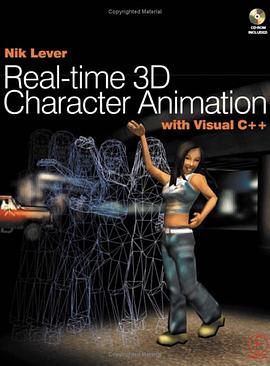 Copyrighted Material
CD-ROM
INCLUDED
Nik Lever
Real-time 3D
Character Animation
with Visual C++
Copyrighted Material